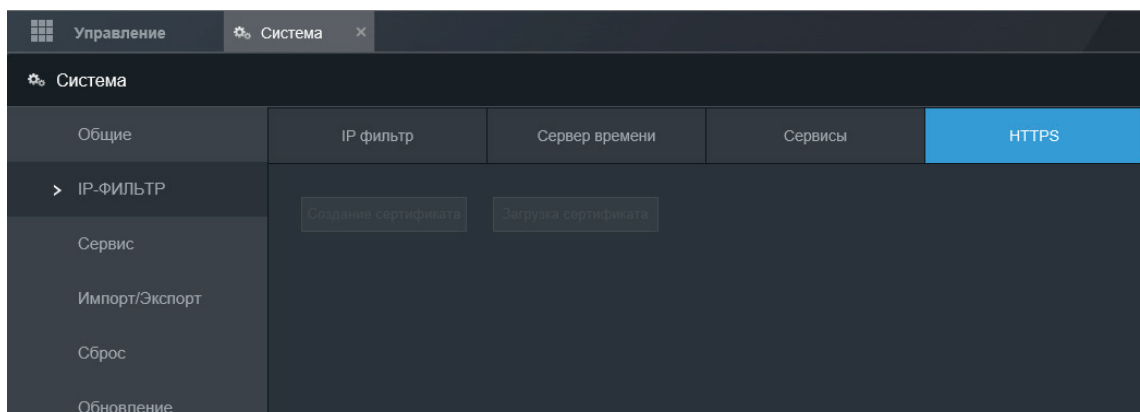 Управление
Система ×
Система
Общие
IP фильтр
Сервер времени
Сервисы
HTTPS
IP-ФИЛЬТР
Создание сертификата
Загрузка сертификата
Сервис
Импорт/Экспорт
Сброс
Обновление